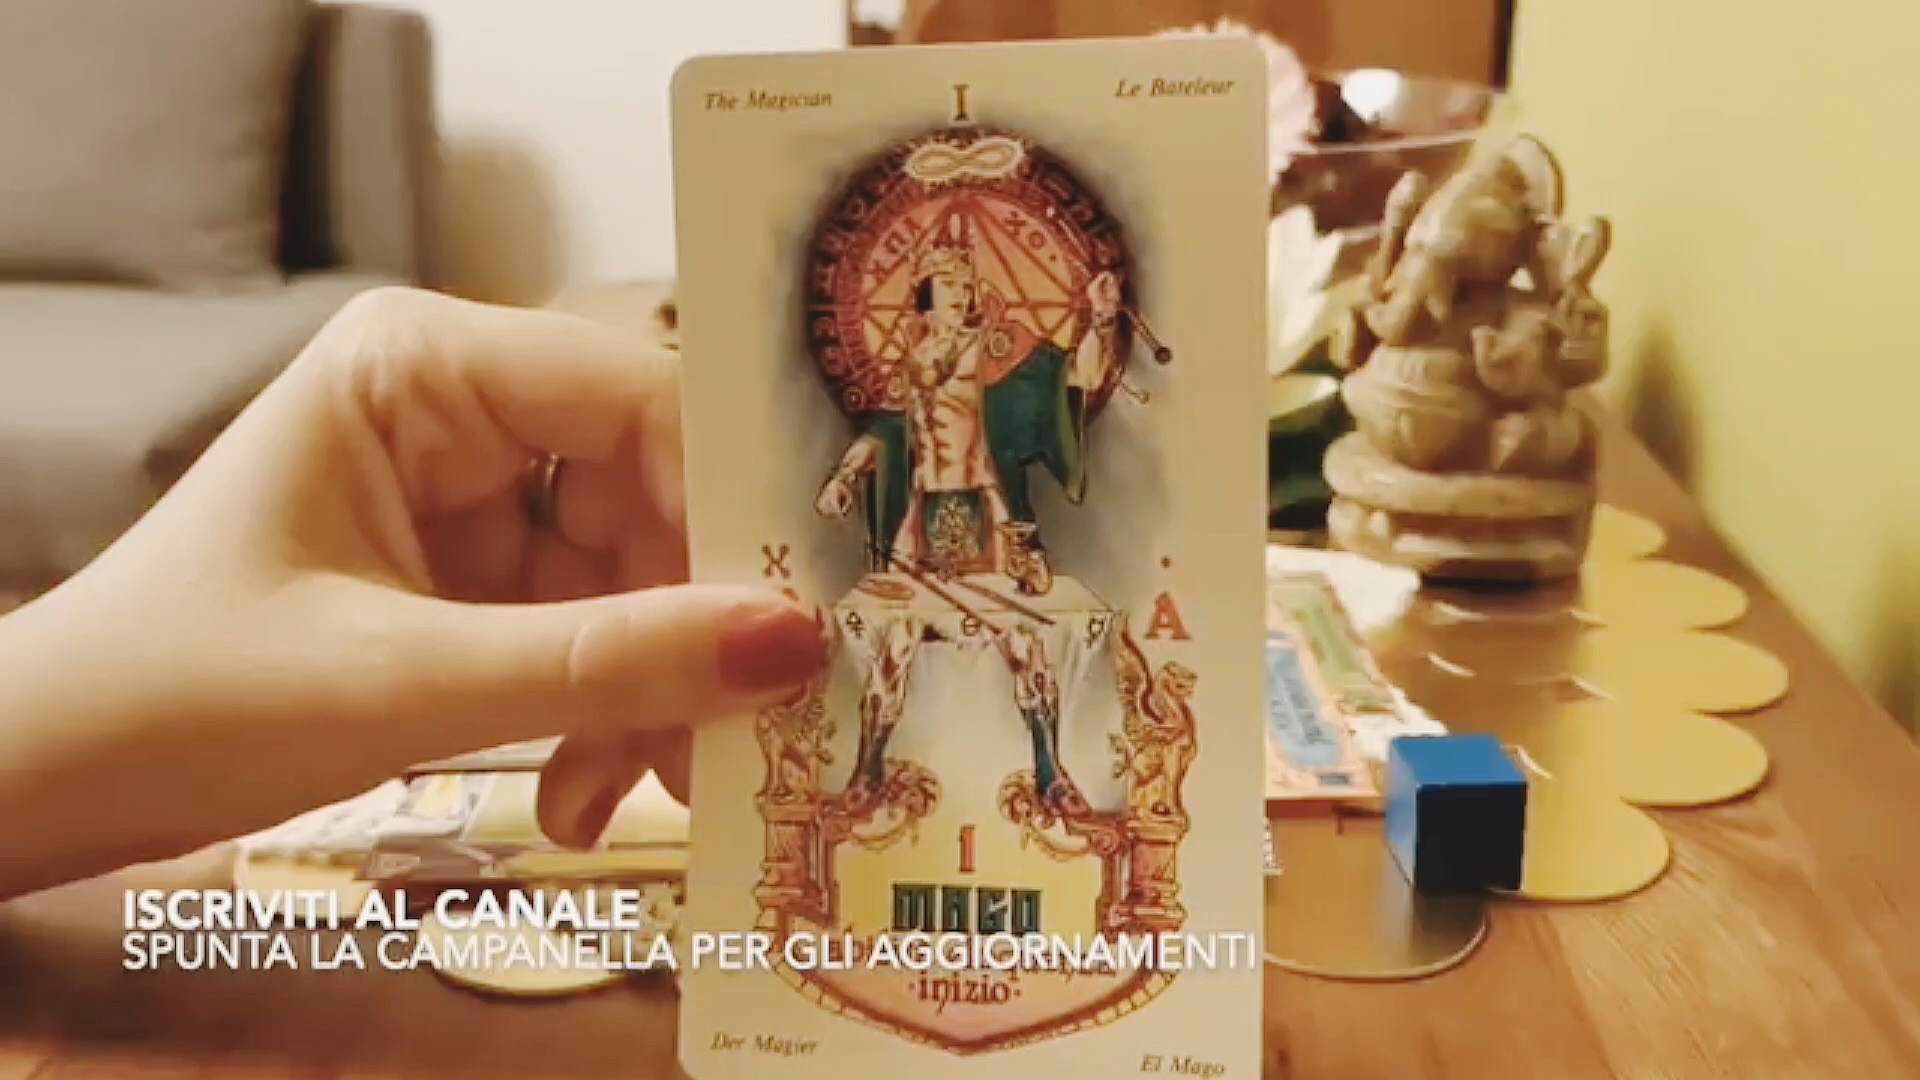 The Magician
I
Le Bateleur
A
1
MAGO
ISCRIVITI AL CANALE
SPUNTA LA CAMPANELLA PER GLI AGGIORNAMENTI
·inizio·
Der Magier
El Mago